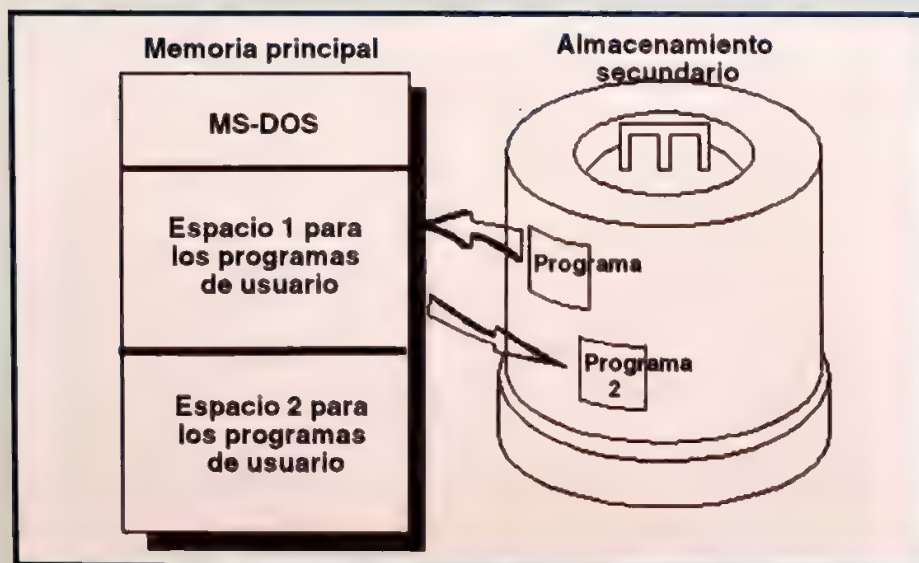 Memoria principal
MS-DOS
Espacio 1 para
los programas
de usuario
Espacio 2 para
los programas
de usuario
Almacenamiento
secundario
Programa
Programa
2